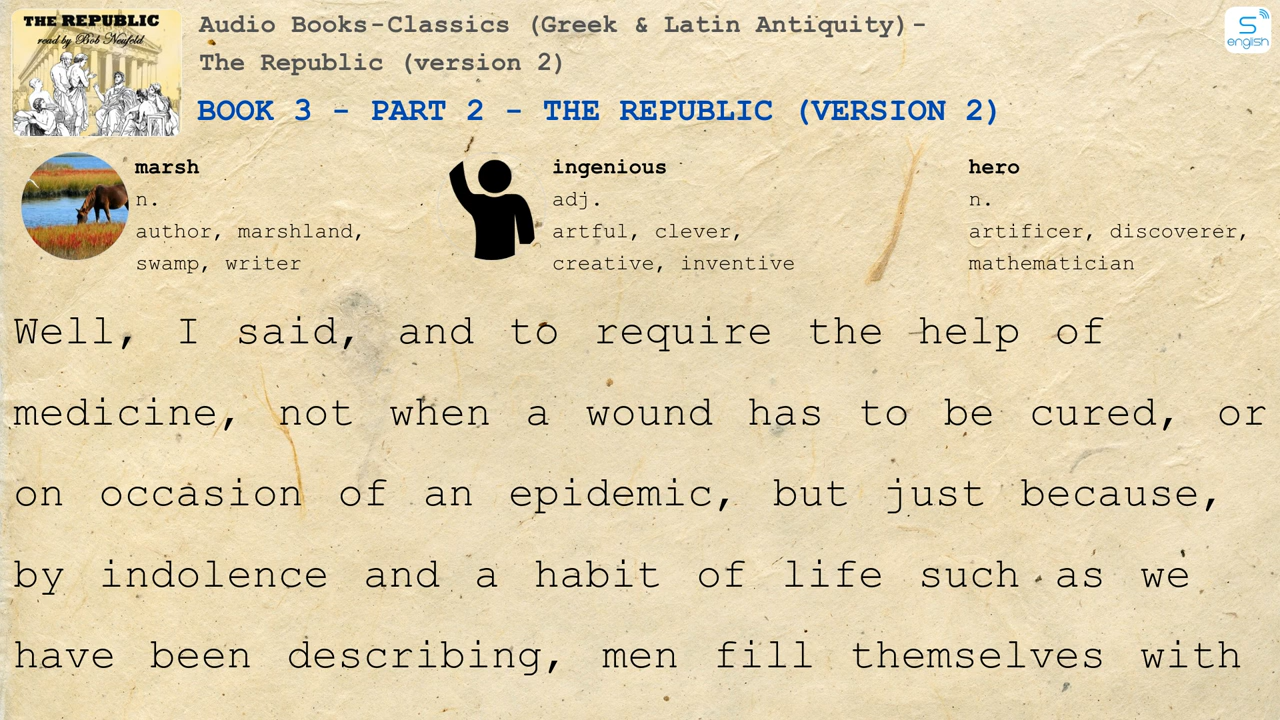 THE REPUBLIC
read by Bob Neufeld
Audio Books-Classics (Greek & Latin Antiquity)-
The Republic (version 2)
S
english
BOOK 3 - PART 2 - THE REPUBLIC (VERSION 2)
marsh
n.
author, marshland,
swamp, writer
ingenious
adj.
artful, clever,
creative, inventive
hero
n.
artificer, discoverer,
mathematician
Well, I said, and to require the help of
medicine, not when a wound has to be cured, or
on occasion of an epidemic, but just because,
by indolence and a habit of life such as we
have been describing, men fill themselves with